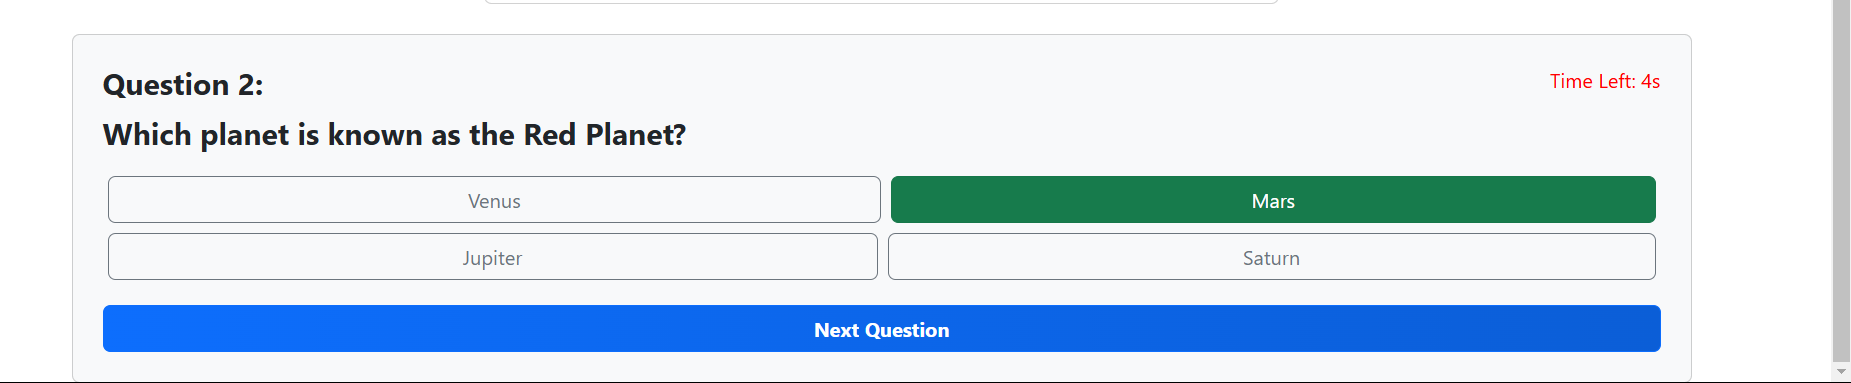 Question 2:
Time Left: 4s
Which planet is known as the Red Planet?
Venus
Mars
Jupiter
Saturn
Next Question